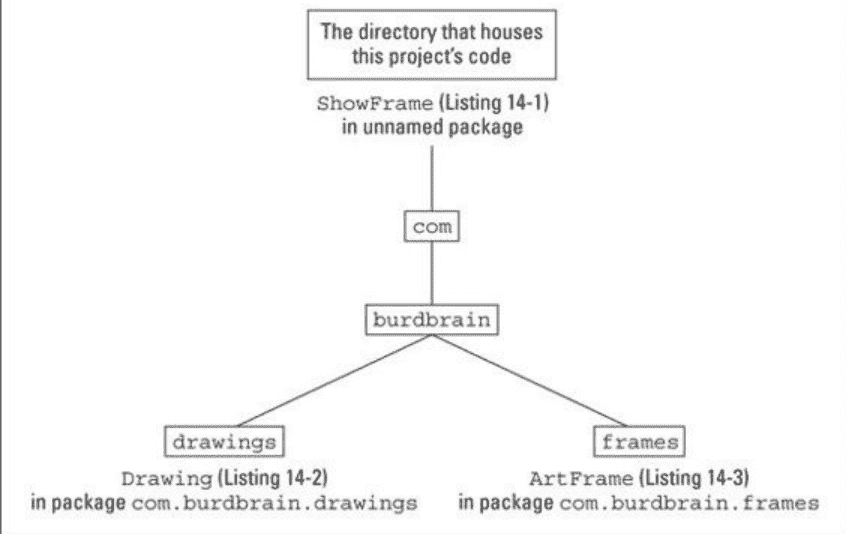 The directory that houses
this project's code
ShowFrame (Listing 14-1)
in unnamed package
com
burdbrain
drawings
frames
Drawing (Listing 14-2)
in package com.burdbrain.drawings
ArtFrame (Listing 14-3)
in package com.burdbrain.frames